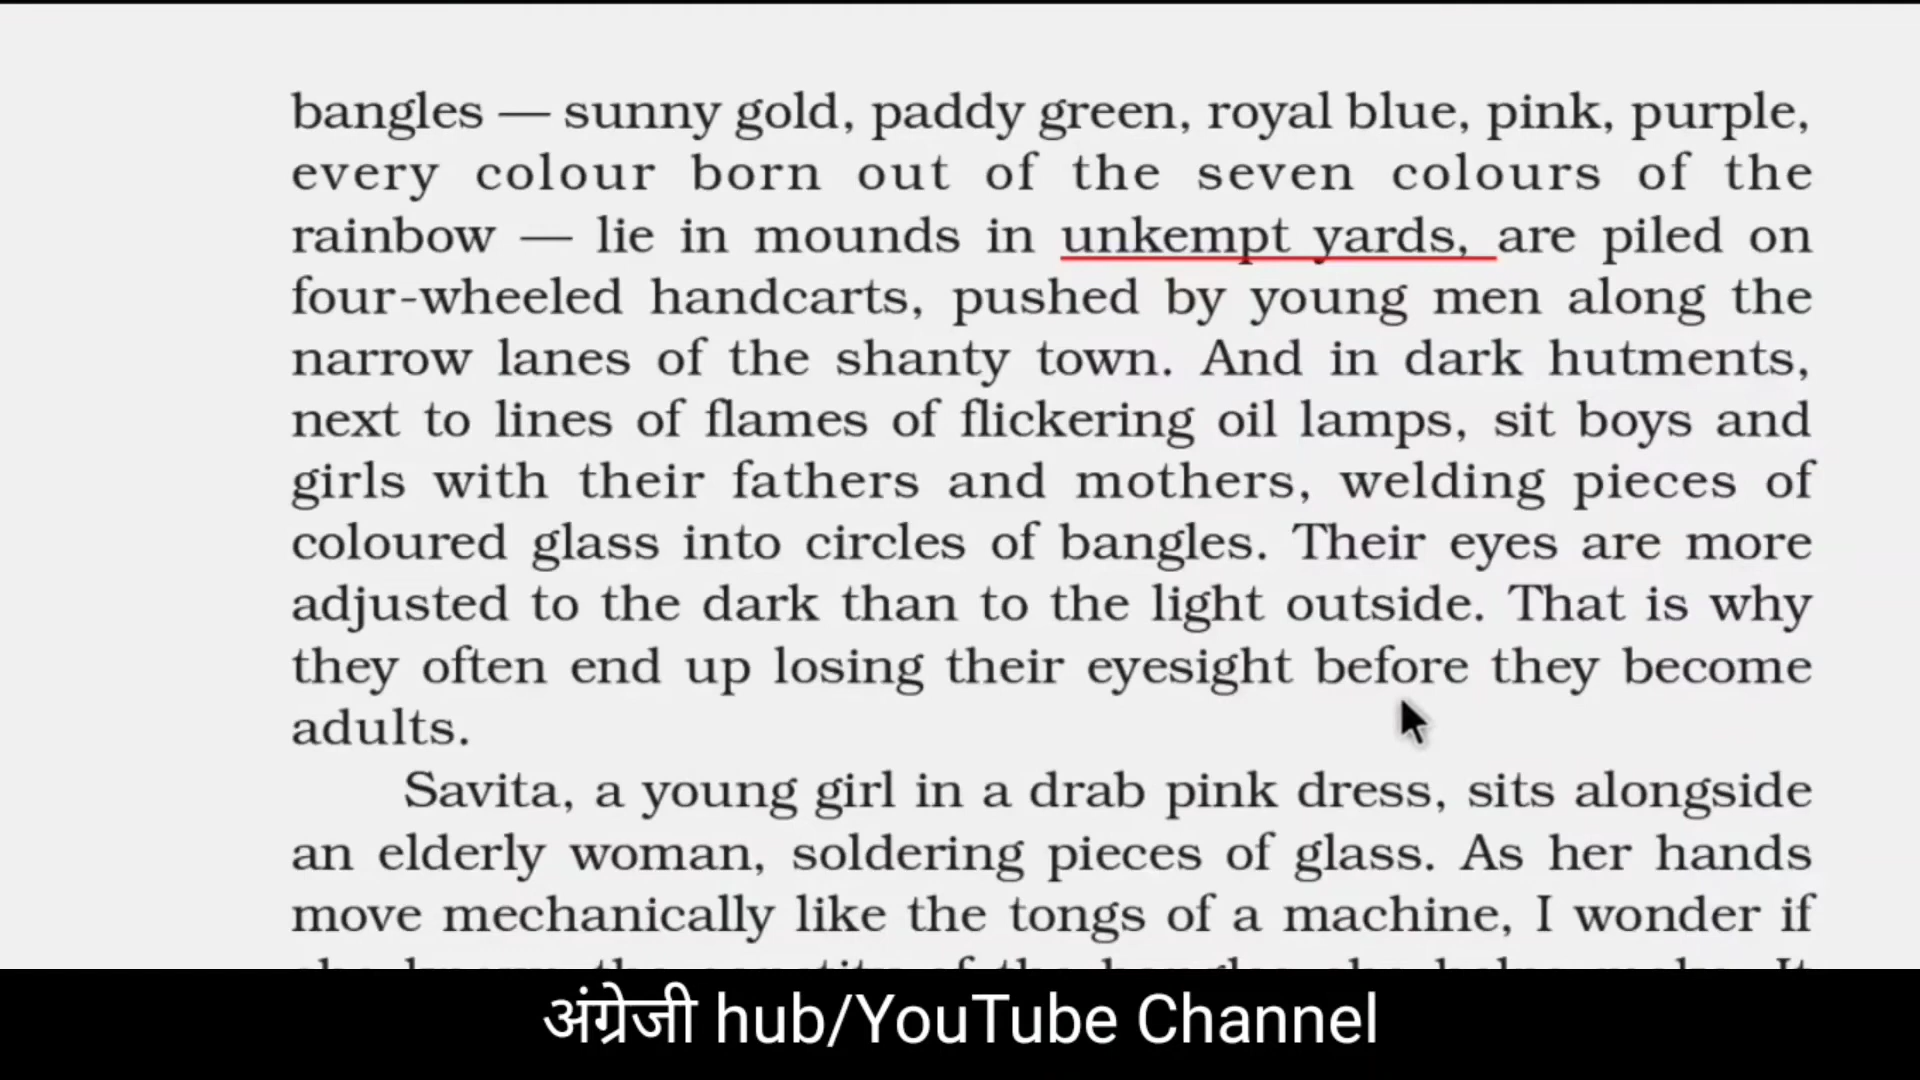 bangles — sunny gold, paddy green, royal blue, pink, purple,
every colour born out of the seven colours of the
rainbow — lie in mounds in unkempt yards, are piled on
four-wheeled handcarts, pushed by young men along the
narrow lanes of the shanty town. And in dark hutments,
next to lines of flames of flickering oil lamps, sit boys and
girls with their fathers and mothers, welding pieces of
coloured glass into circles of bangles. Their eyes are more
adjusted to the dark than to the light outside. That is why
they often end up losing their eyesight before they become
adults.
Savita, a young girl in a drab pink dress, sits alongside
an elderly woman, soldering pieces of glass. As her hands
move mechanically like the tongs of a machine, I wonder if
अंग्रेजी hub/YouTube Channel